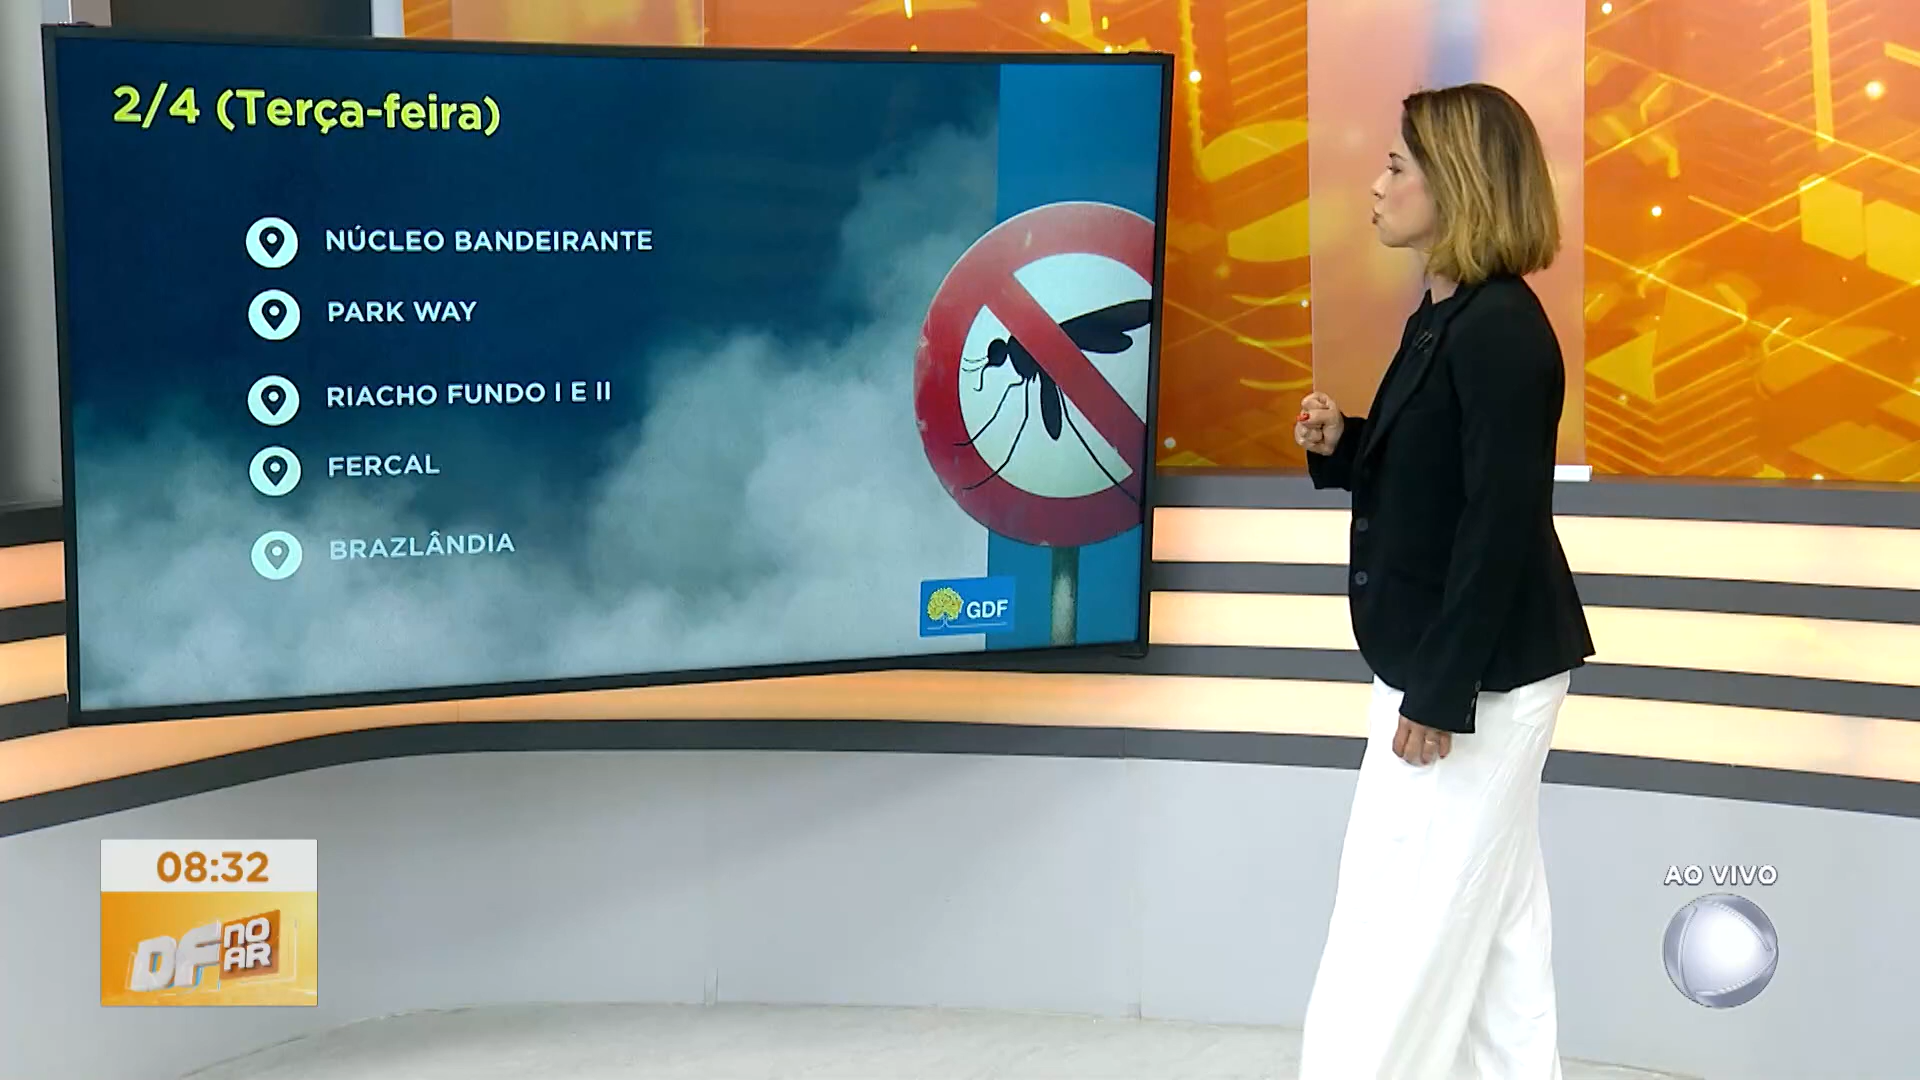 2/4 (Terça-feira)
NÚCLEO BANDEIRANTE
PARK WAY
RIACHO FUNDO I E II
FERCAL
BRAZLÂNDIA
GDF
08:32
DF NO AR
AO VIVO